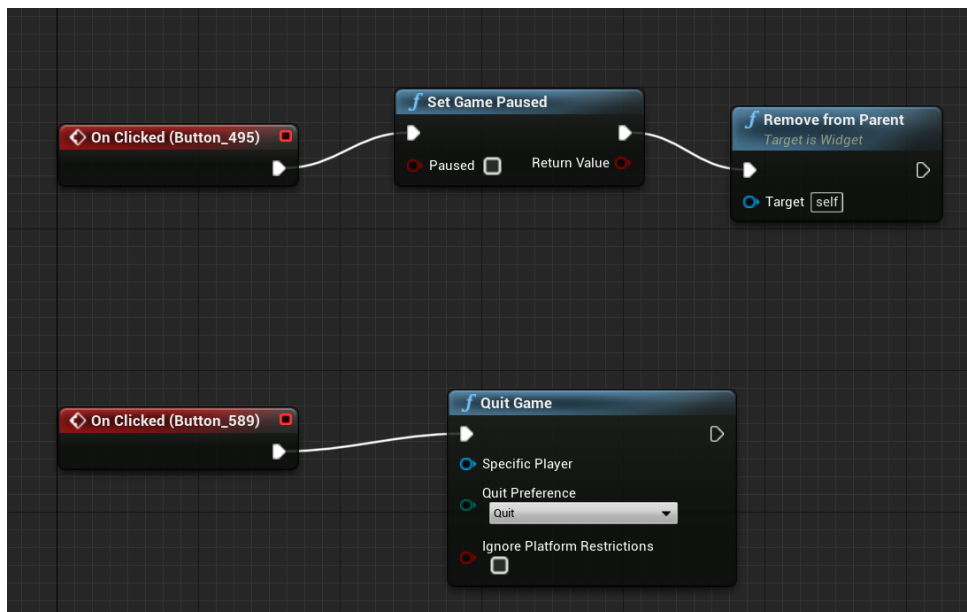 Set Game Paused
On Clicked (Button_495)
Paused
Return Value
Remove from Parent
Target is Widget
Target self
On Clicked (Button_589)
Quit Game
Specific Player
Quit Preference
Quit
Ignore Platform Restrictions